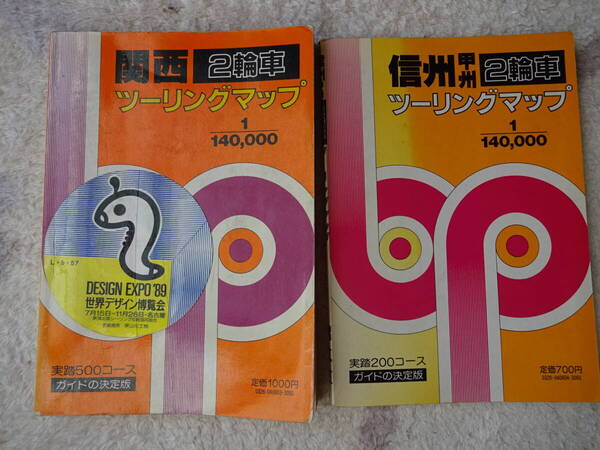 関西 2輪車
ツーリングマップ
1
140,000
DESIGN EXPO '89
世界デザイン博覧会
7月15日→11月26日・名古屋
実踏500コース
ガイドの決定版
定価1000円
信州 甲州 2輪車
ツーリングマップ
1
140,000
実踏200コース
ガイドの決定版
定価700円